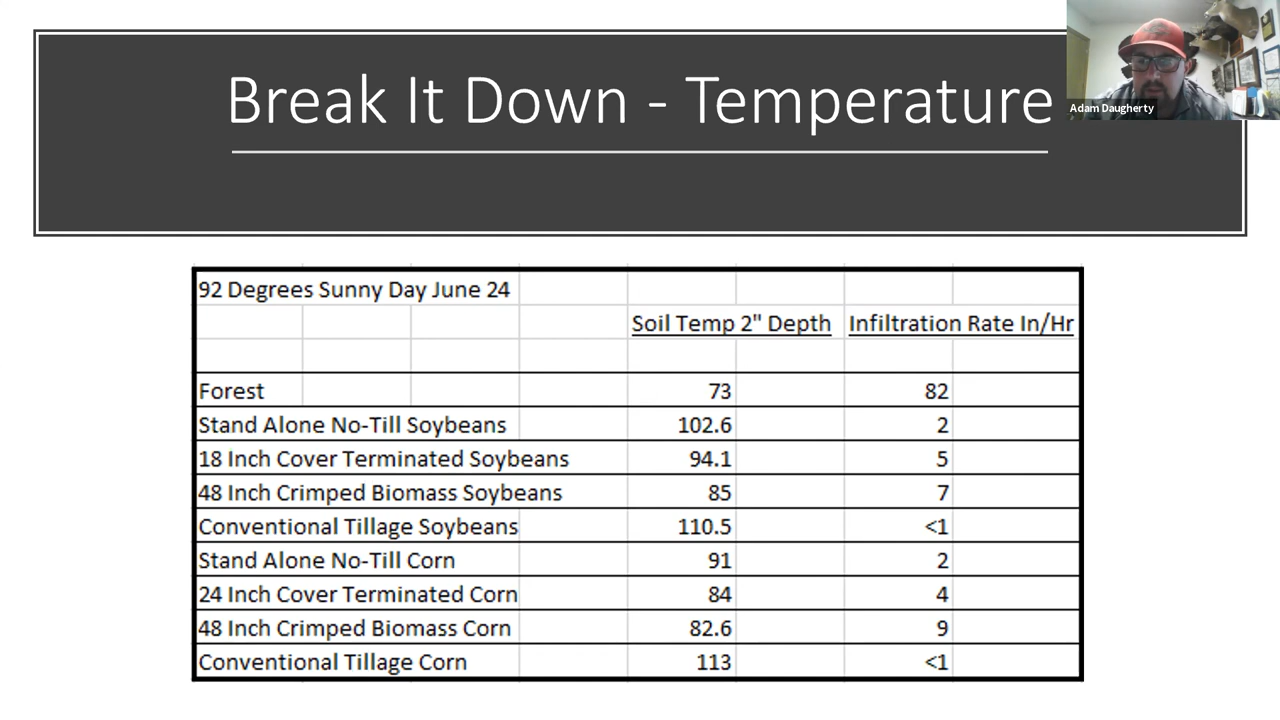 Break It Down - Temperature
Adam Daugherty
92 Degrees Sunny Day June 24
Soil Temp 2" Depth Infiltration Rate In/Hr
Forest 73 82
Stand Alone No-Till Soybeans 102.6 2
18 Inch Cover Terminated Soybeans 94.1 5
48 Inch Crimped Biomass Soybeans 85 7
Conventional Tillage Soybeans 110.5 <1
Stand Alone No-Till Corn 91 2
24 Inch Cover Terminated Corn 84 4
48 Inch Crimped Biomass Corn 82.6 9
Conventional Tillage Corn 113 <1